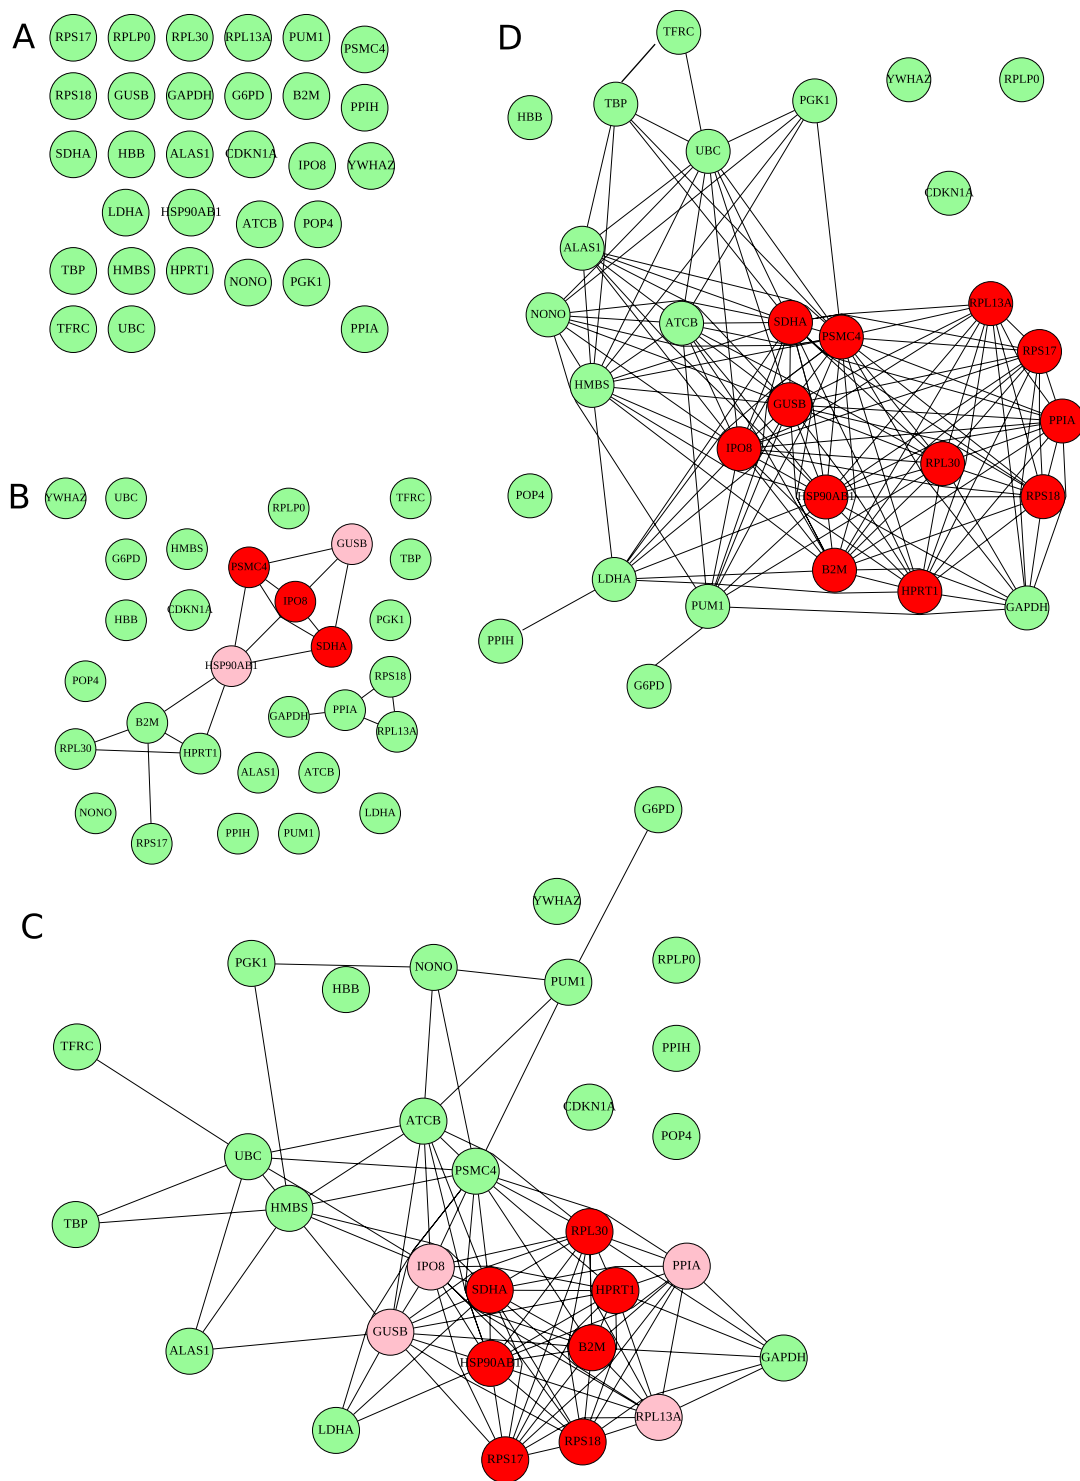 A
RPS17 RPLP0 RPL30 RPL13A PUM1 PSMC4
RPS18 GUSB GAPDH G6PD B2M PPIH
SDHA HBB ALAS1 CDKN1A IPO8 YWHAZ
LDHA HSP90AB1 ATCB POP4
TBP HMBS HPRT1 NONO PGK1
TFRC UBC PPIA
B
YWHAZ UBC RPLP0 TFRC
G6PD HMBS PSMC4 GUSB TBP
HBB CDKN1A IPO8 PGK1
SDHA
POP4 HSP90AB1 RPS18
B2M GAPDH PPIA RPL13A
RPL30 HPRT1
ALAS1 ATCB
NONO LDHA
RPS17 PPIH PUM1
C
G6PD
YWHAZ
PGK1 HBB NONO PUM1 RPLP0
TFRC PPIH
ATCB CDKN1A
UBC PSMC4 POP4
TBP HMBS RPL30
IPO8 SDHA HPRT1 PPIA
ALAS1 GUSB HSP90AB1 B2M GAPDH
LDHA RPS17 RPS18 RPL13A
D
TFRC
HBB TBP PGK1 YWHAZ RPLP0
UBC CDKN1A
ALAS1
NONO ATCB SDHA PSMC4 RPL13A
RPS17
HMBS GUSB PPIA
IPO8 RPL30
POP4 HSP90AB1 RPS18
LDHA B2M
PUM1 HPRT1 GAPDH
PPIH
G6PD